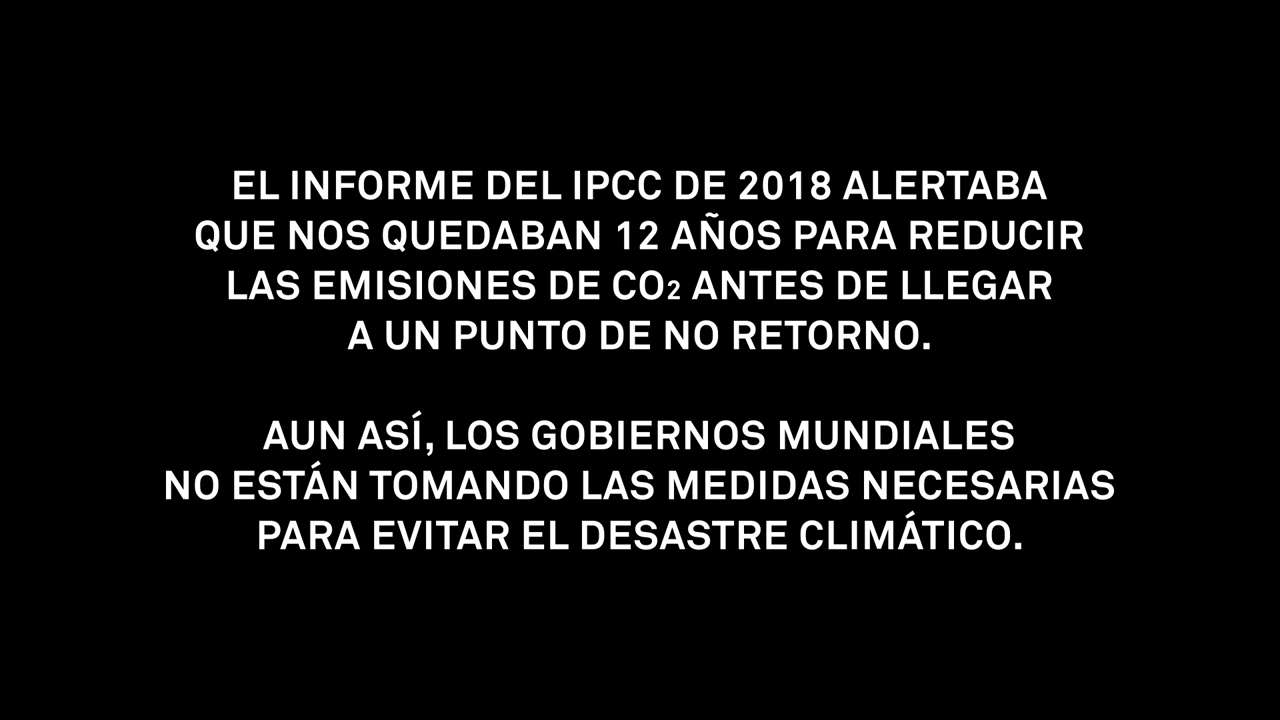 EL INFORME DEL IPCC DE 2018 ALERTABA
QUE NOS QUEDABAN 12 AÑOS PARA REDUCIR
LAS EMISIONES DE CO₂ ANTES DE LLEGAR
A UN PUNTO DE NO RETORNO.
AUN ASÍ, LOS GOBIERNOS MUNDIALES
NO ESTÁN TOMANDO LAS MEDIDAS NECESARIAS
PARA EVITAR EL DESASTRE CLIMÁTICO.